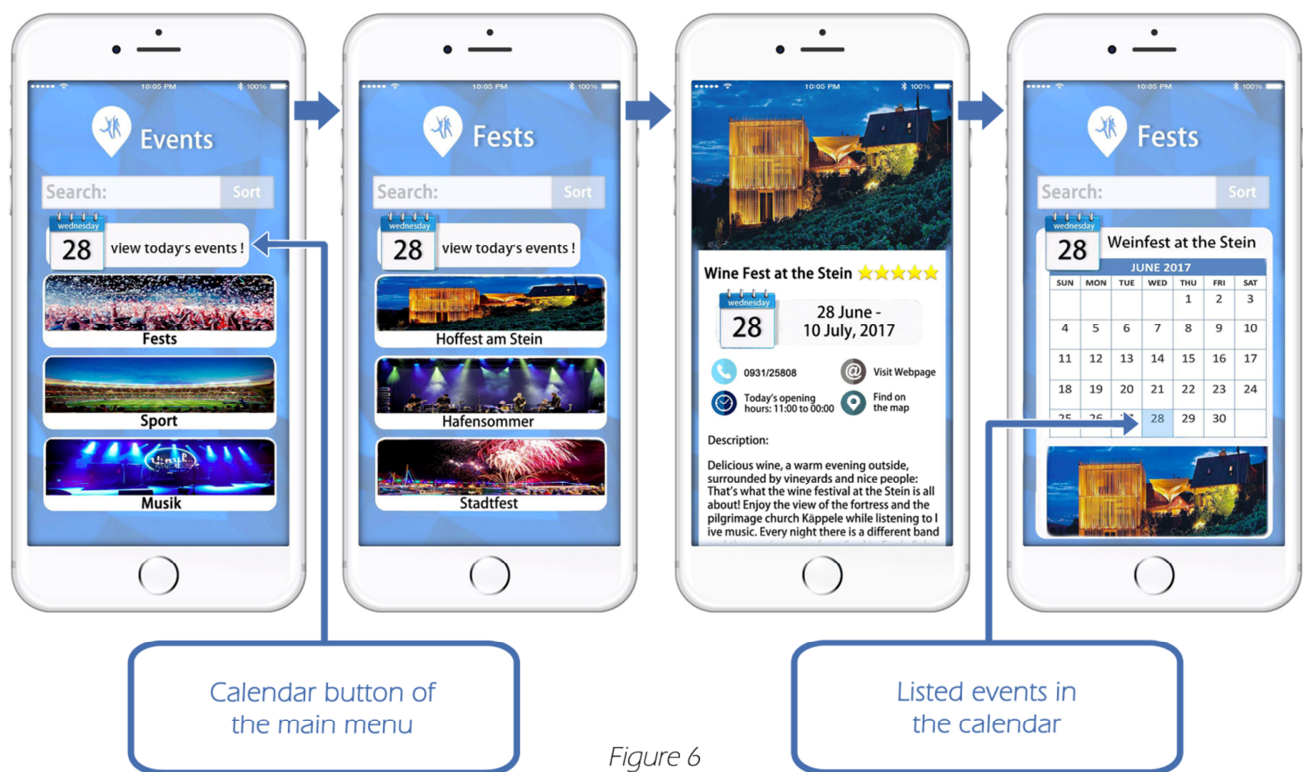 10:05 PM 100%
Events
Search: Sort
wednesday
28 view today's events !
Fests
Sport
Vinyl
Musik
10:05 PM 100%
Fests
Search: Sort
wednesday
28 view today's events !
Hoffest am Stein
Hafensommer
Stadtfest
10:05 PM 100%
Wine Fest at the Stein
wednesday
28
28 June -
10 July, 2017
0931/25808
@ Visit Webpage
Today's opening
hours: 11:00 to 00:00
Find on
the map
Description:
Delicious wine, a warm evening outside,
surrounded by vineyards and nice people:
That's what the wine festival at the Stein is all
about! Enjoy the view of the fortress and the
pilgrimage church Käppele while listening to l
ive music. Every night there is a different band
10:05 PM 100%
Fests
Search: Sort
wednesday
28
Weinfest at the Stein
JUNE 2017
SUN MON TUE WED THU FRI SAT
1 2 3
4 5 6 7 8 9 10
11 12 13 14 15 16 17
18 19 20 21 22 23 24
25 26 28 29 30
Calendar button of
the main menu
Listed events in
the calendar
Figure 6